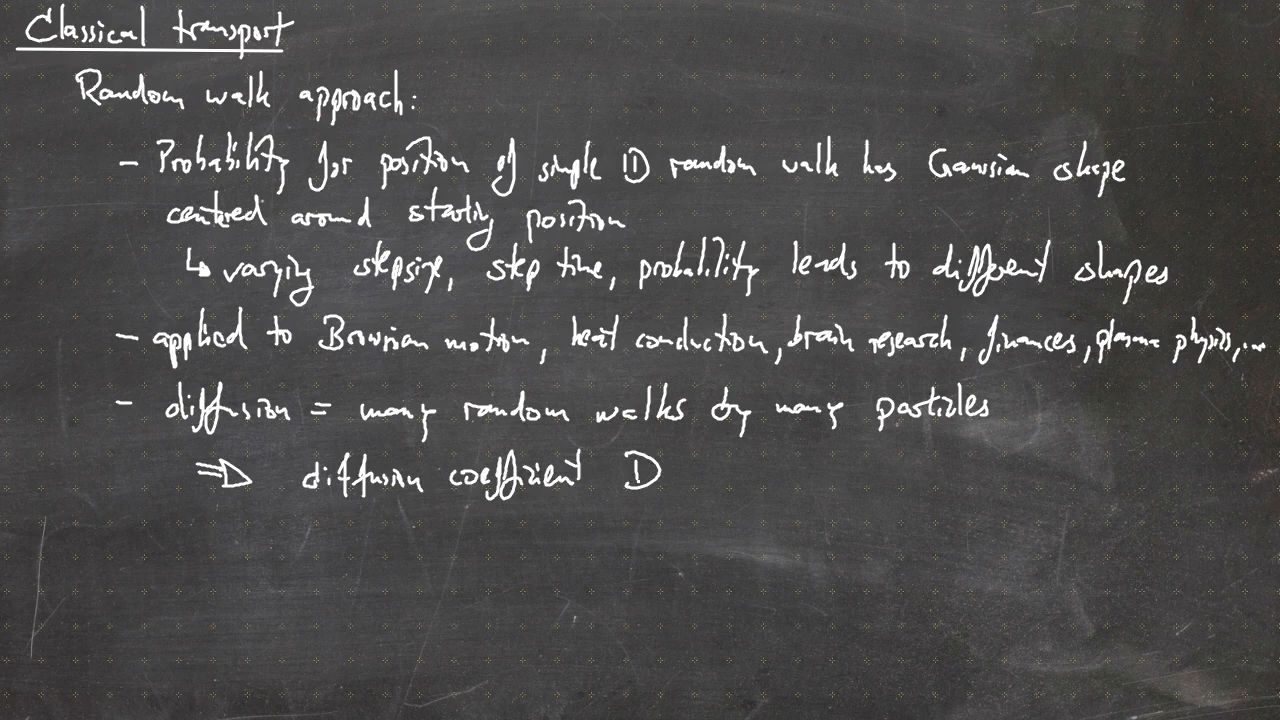 Classical transport
Random walk approach:
- Probability for position of simple 1D random walk has Gaussian shape
centered around starting position
↳ varying stepsize, step time, probability leads to different shapes
- applied to Brownian motion, heat conduction, brain research, finances, plasma physics, ...
- diffusion = many random walks by many particles
⇒ diffusion coefficient D